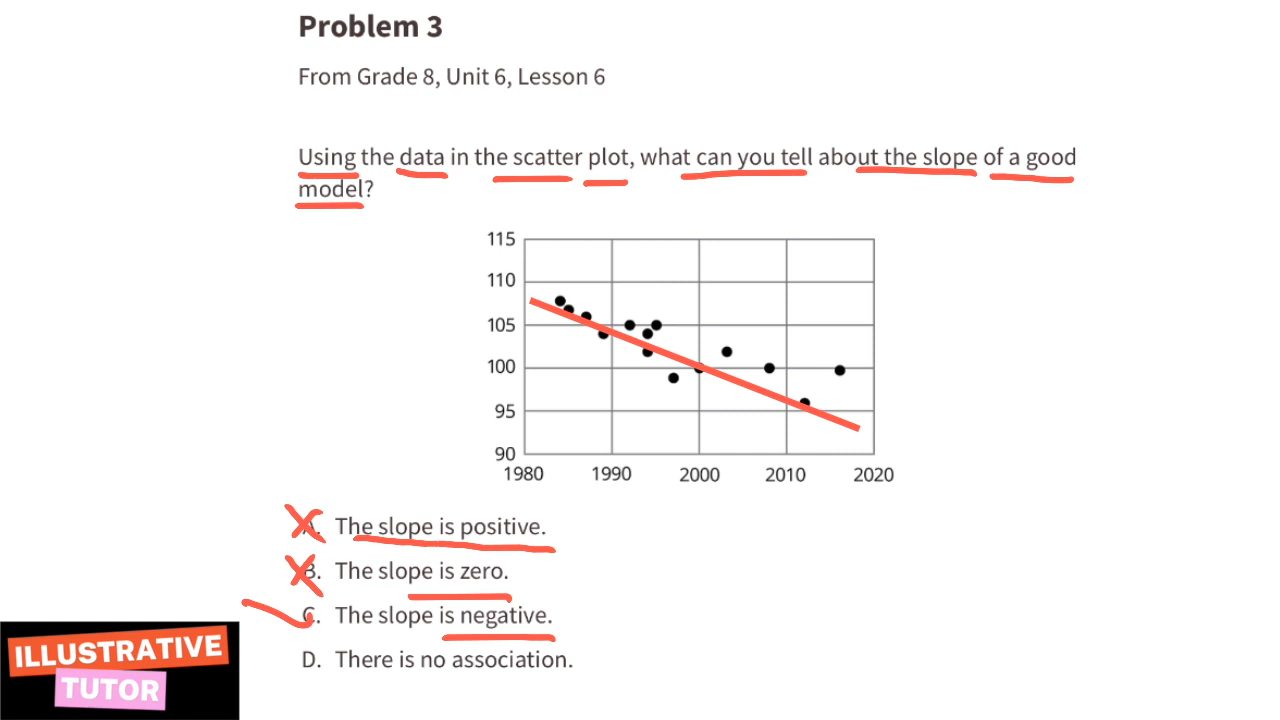 Problem 3
From Grade 8, Unit 6, Lesson 6
Using the data in the scatter plot, what can you tell about the slope of a good
model?
115
110
105
100
95
90
1980 1990 2000 2010 2020
A. The slope is positive.
B. The slope is zero.
C. The slope is negative.
D. There is no association.
ILLUSTRATIVE
TUTOR